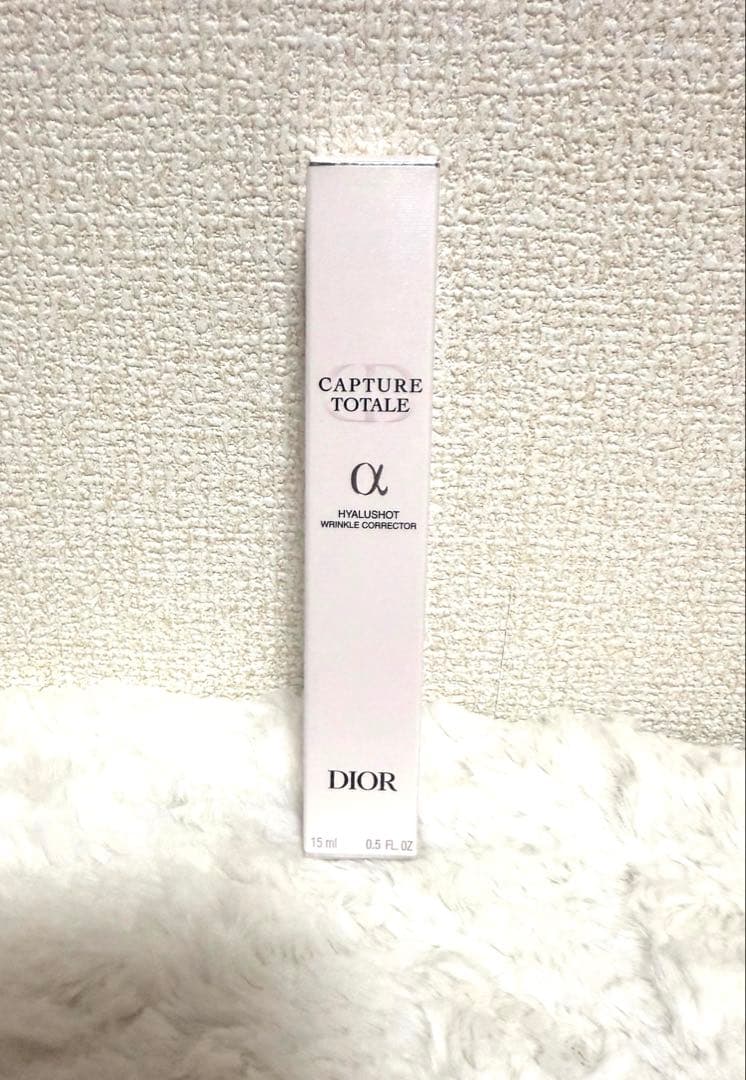 CAPTURE
TOTALE
α
HYALUSHOT
WRINKLE CORRECTOR
DIOR
15 ml 0.5 FL. OZ